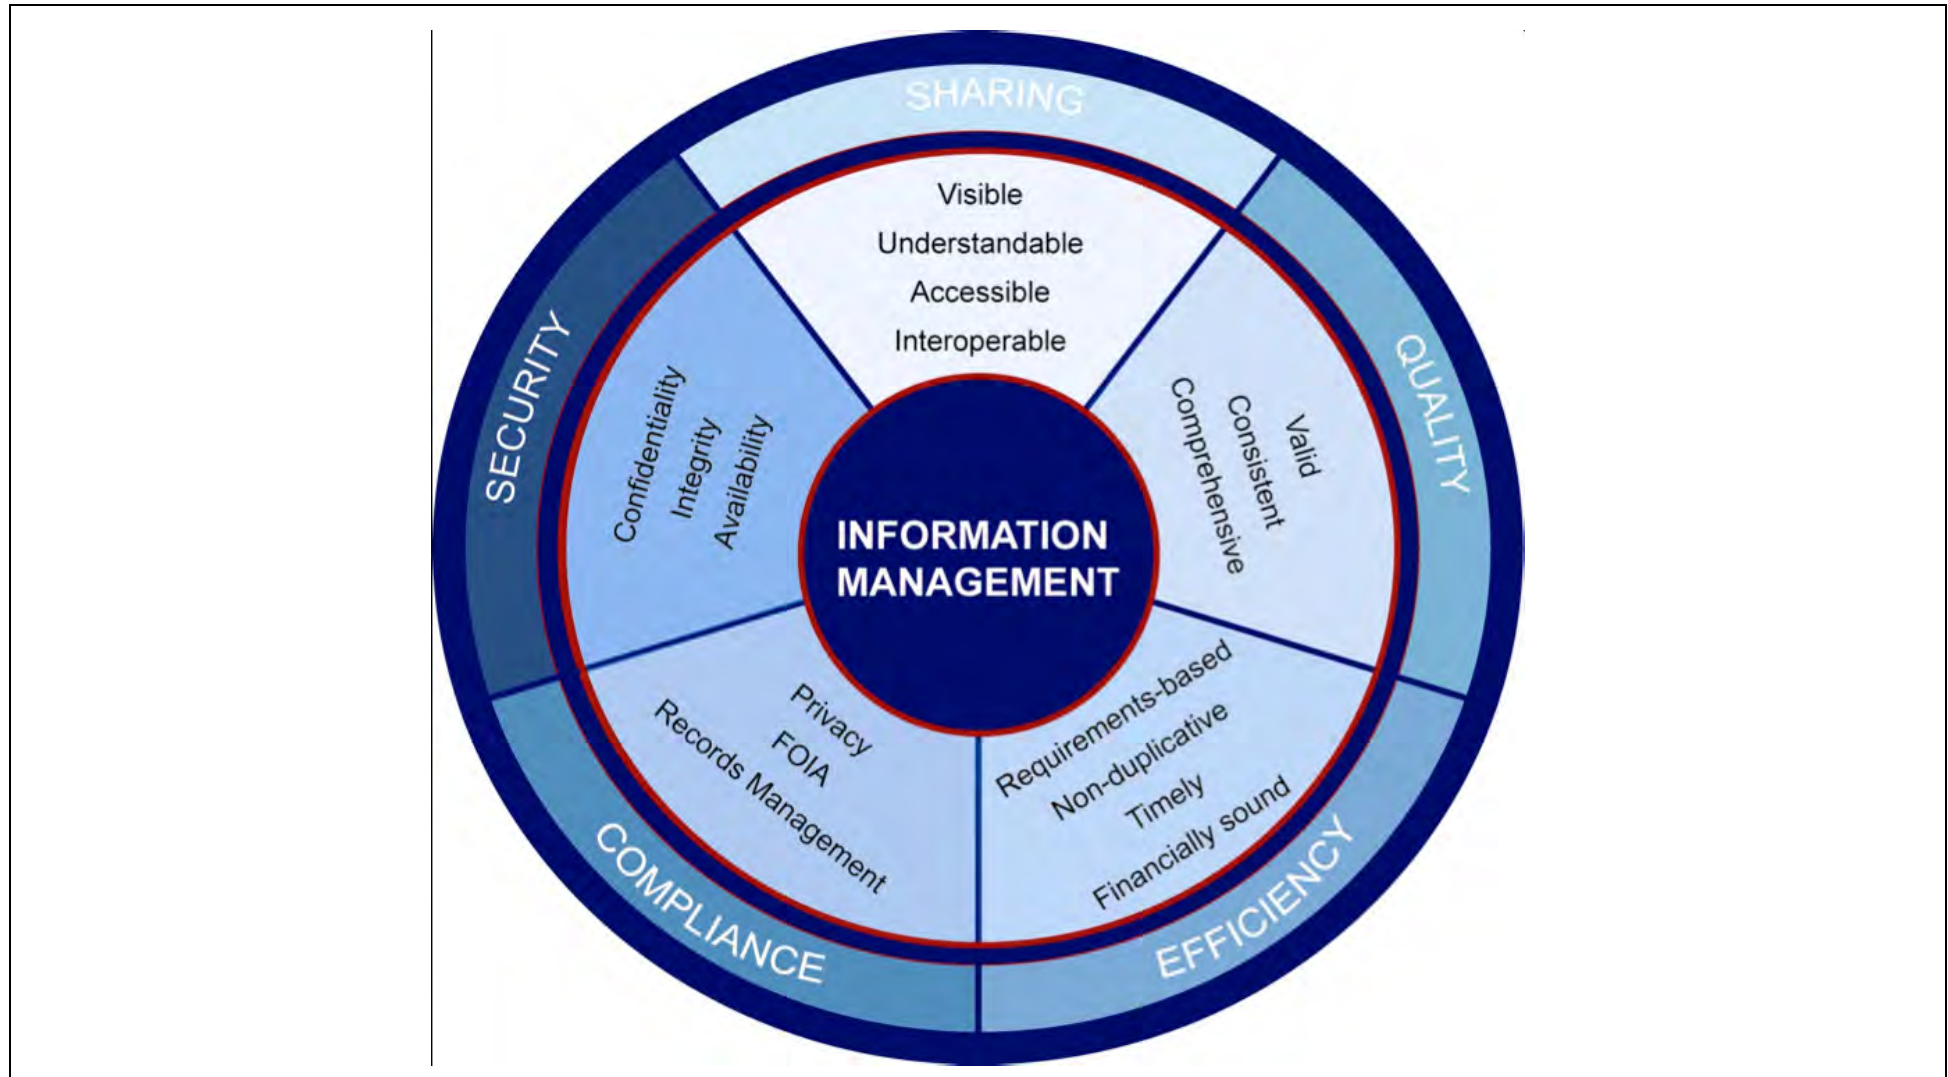 SHARING
Visible
Understandable
Accessible
Interoperable
QUALITY
Valid
Consistent
Comprehensive
EFFICIENCY
Requirements-based
Non-duplicative
Timely
Financially sound
COMPLIANCE
Privacy
FOIA
Records Management
SECURITY
Confidentiality
Integrity
Availability
INFORMATION
MANAGEMENT